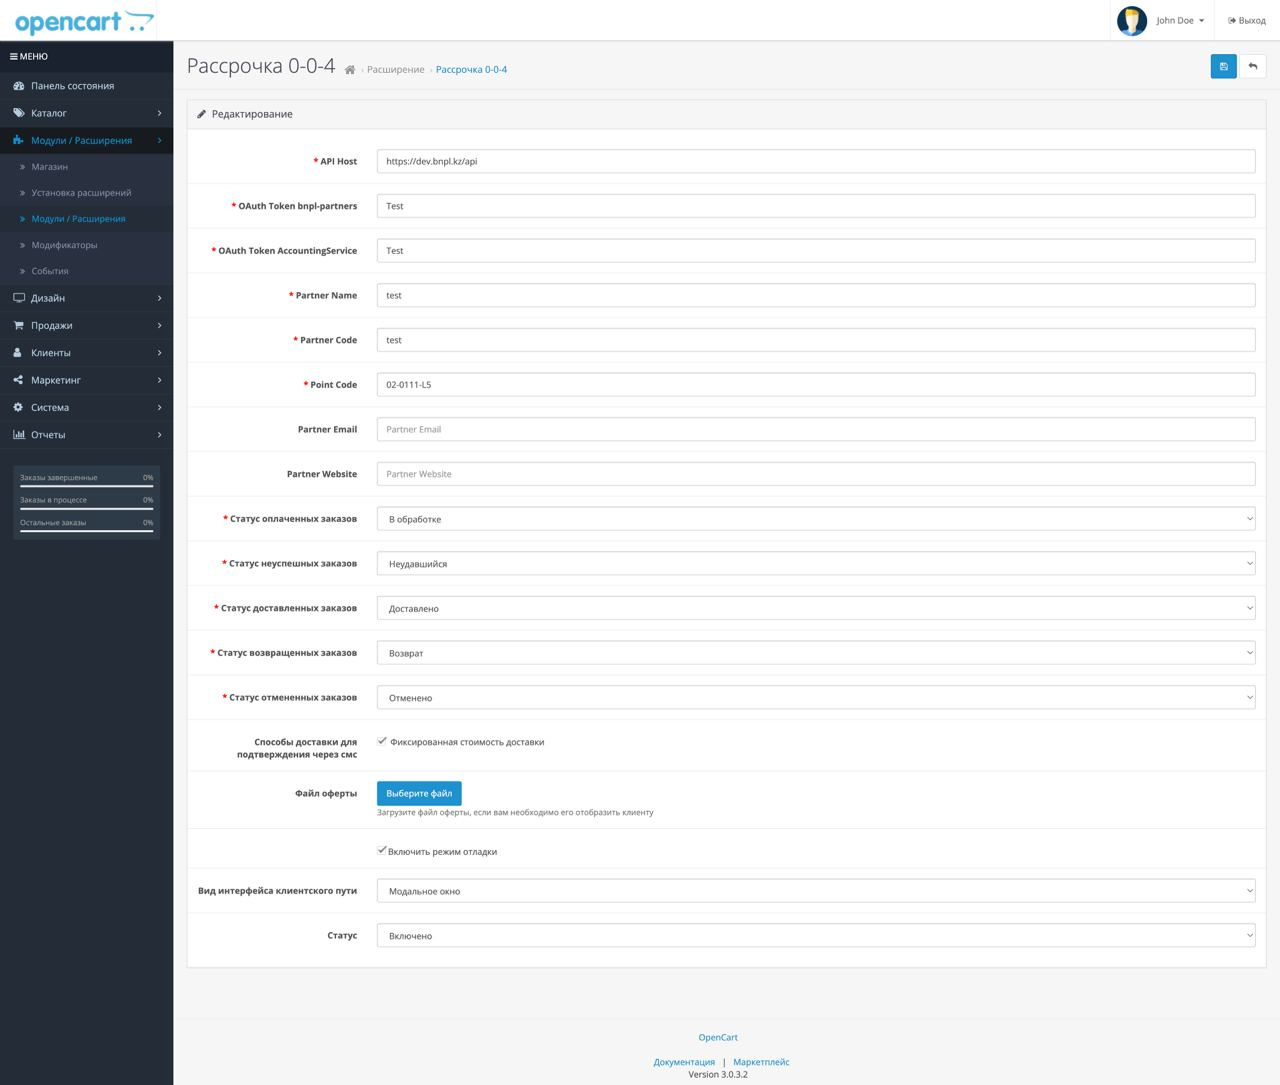 opencart
John Doe
Выход
МЕНЮ
Панель состояния
Каталог
Модули / Расширения
Магазин
Установка расширений
Модули / Расширения
Модификаторы
События
Дизайн
Продажи
Клиенты
Маркетинг
Система
Отчеты
Заказы завершенные 0%
Заказы в процессе 0%
Остальные заказы 0%
Рассрочка 0-0-4
Расширение
Рассрочка 0-0-4
Редактирование
* API Host https://dev.bnpl.kz/api
* OAuth Token bnpl-partners Test
* OAuth Token AccountingService Test
* Partner Name test
* Partner Code test
* Point Code 02-0111-L5
Partner Email Partner Email
Partner Website Partner Website
* Статус оплаченных заказов В обработке
* Статус неуспешных заказов Неудавшийся
* Статус доставленных заказов Доставлено
* Статус возвращенных заказов Возврат
* Статус отмененных заказов Отменено
Способы доставки для
подтверждения через смс
Фиксированная стоимость доставки
Файл оферты Выберите файл
Загрузите файл оферты, если вам необходимо его отобразить клиенту
Включить режим отладки
Вид интерфейса клиентского пути Модальное окно
Статус Включено
OpenCart
Документация | Маркетплейс
Version 3.0.3.2